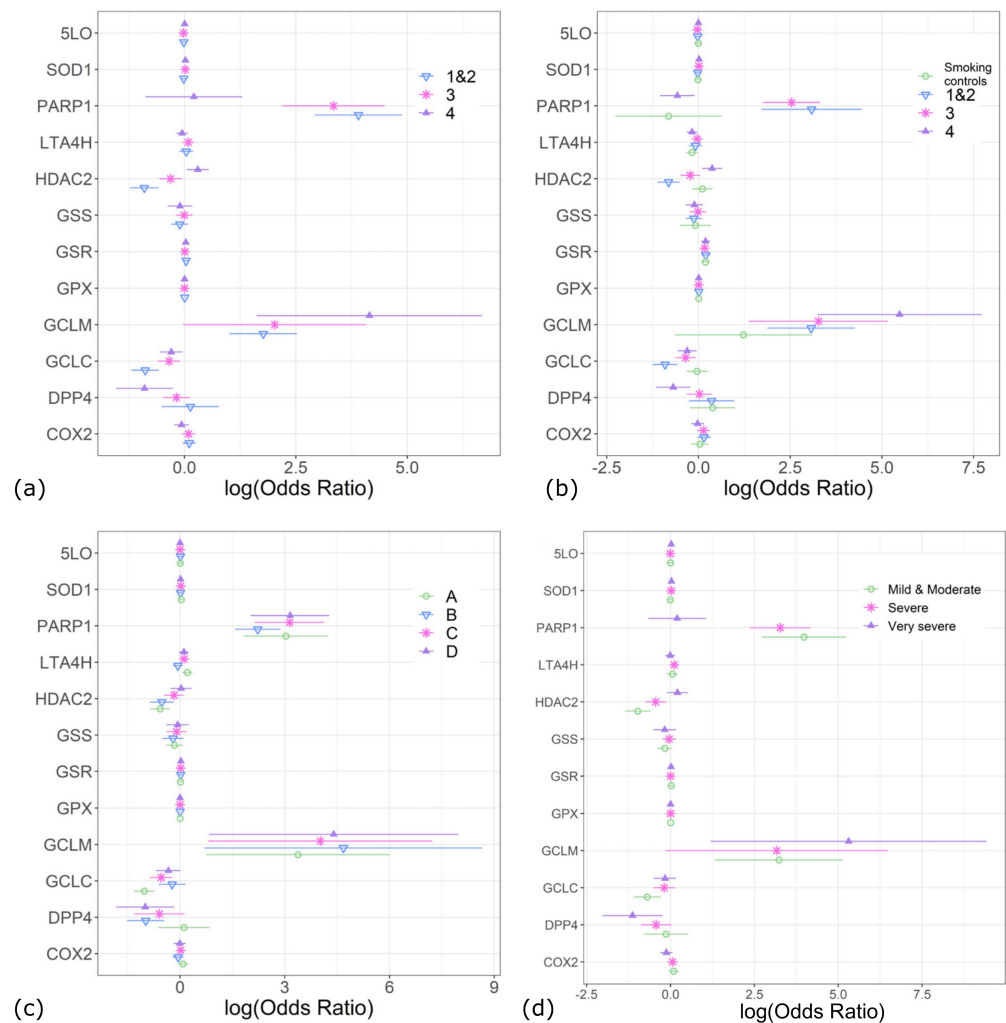 5LO
SOD1
PARP1
LTA4H
HDAC2
GSS
GSR
GPX
GCLM
GCLC
DPP4
COX2
1&2
3
4
0.0 2.5 5.0
(a) log(Odds Ratio)
5LO
SOD1
PARP1
LTA4H
HDAC2
GSS
GSR
GPX
GCLM
GCLC
DPP4
COX2
Smoking
controls
1&2
3
4
-2.5 0.0 2.5 5.0 7.5
(b) log(Odds Ratio)
5LO
SOD1
PARP1
LTA4H
HDAC2
GSS
GSR
GPX
GCLM
GCLC
DPP4
COX2
A
B
C
D
0 3 6 9
(c) log(Odds Ratio)
5LO
SOD1
PARP1
LTA4H
HDAC2
GSS
GSR
GPX
GCLM
GCLC
DPP4
COX2
Mild & Moderate
Severe
Very severe
-2.5 0.0 2.5 5.0 7.5
(d) log(Odds Ratio)